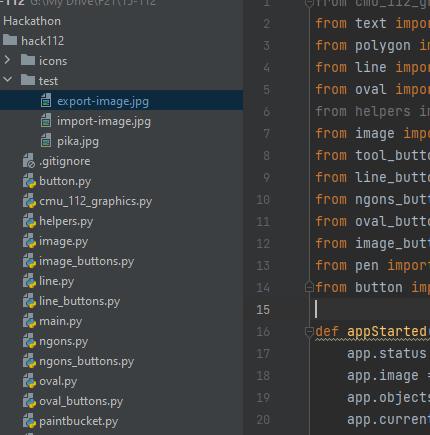 -112 G:\My Drive\F21\15-112
Hackathon
hack112
icons
test
export-image.jpg
import-image.jpg
pika.jpg
.gitignore
button.py
cmu_112_graphics.py
helpers.py
image.py
image_buttons.py
line.py
line_buttons.py
main.py
ngons.py
ngons_buttons.py
oval.py
oval_buttons.py
paintbucket.py
1 from cmu_112_gr
2 from text impor
3 from polygon im
4 from line impor
5 from oval impor
6 from helpers im
7 from image impo
8 from tool_butto
9 from line_butto
10 from ngons_butt
11 from oval_butto
12 from image_butt
13 from pen import
14 from button imp
15
16 def appStarted(
17 app.status
18 app.image =
19 app.objects
20 app.current